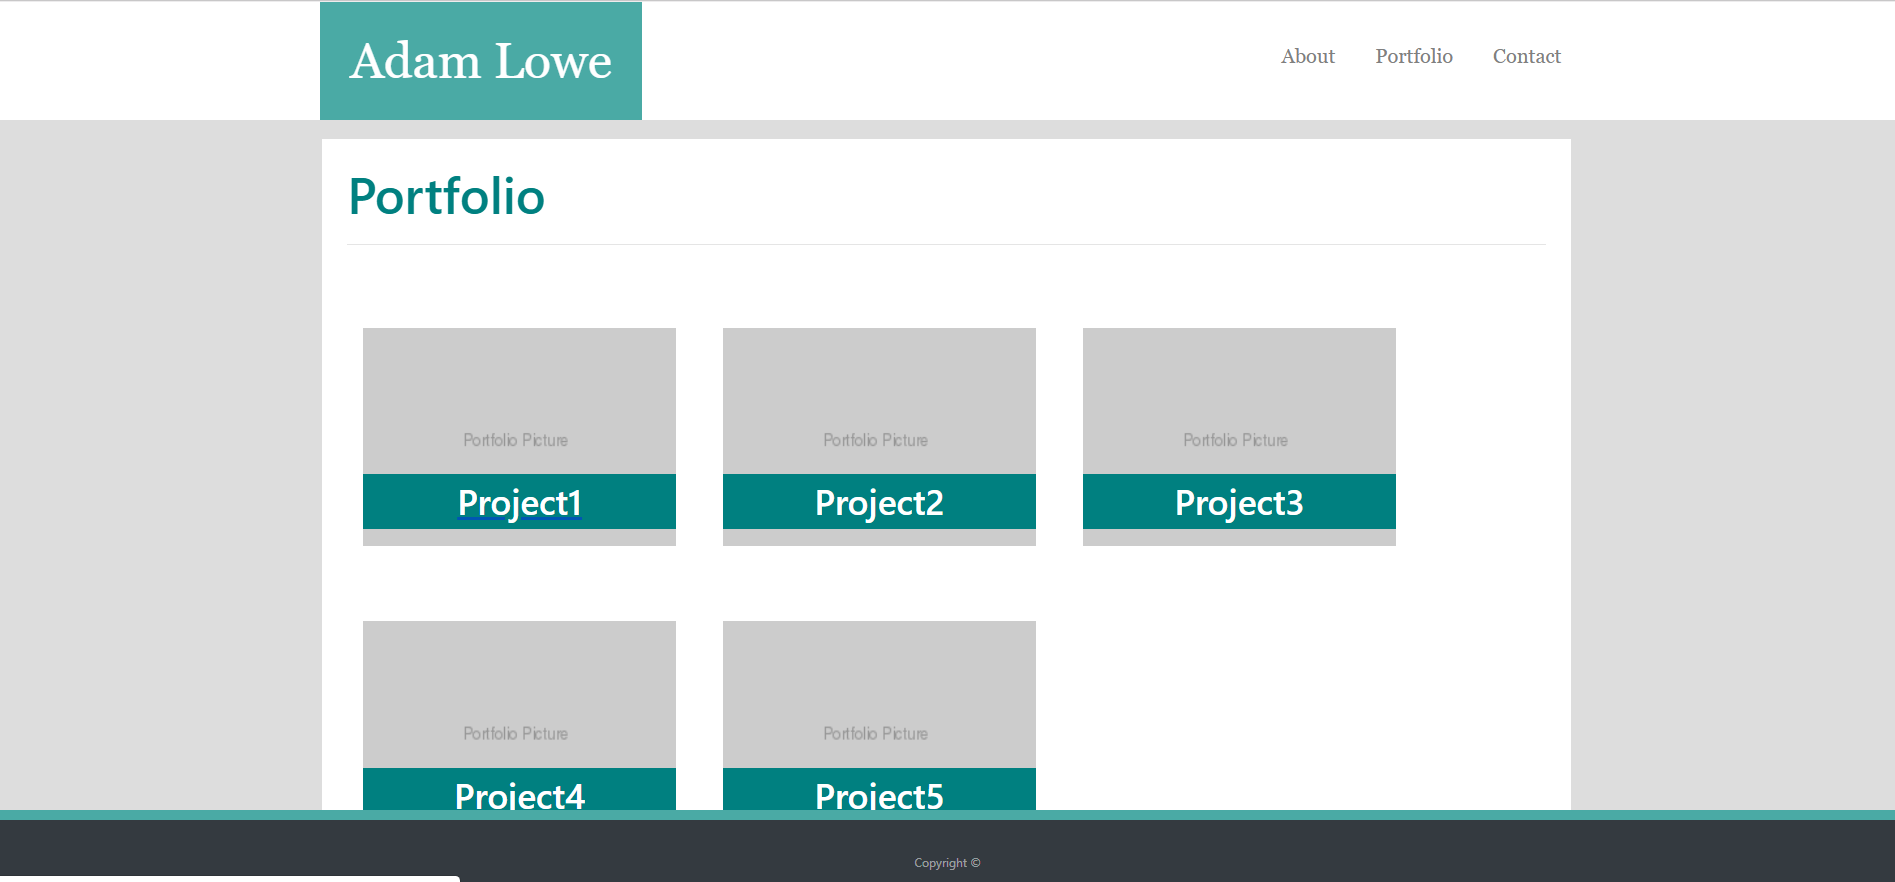 Adam Lowe
About Portfolio Contact
Portfolio
Portfolio Picture Portfolio Picture Portfolio Picture
Project1 Project2 Project3
Portfolio Picture Portfolio Picture
Project4 Project5
Copyright ©